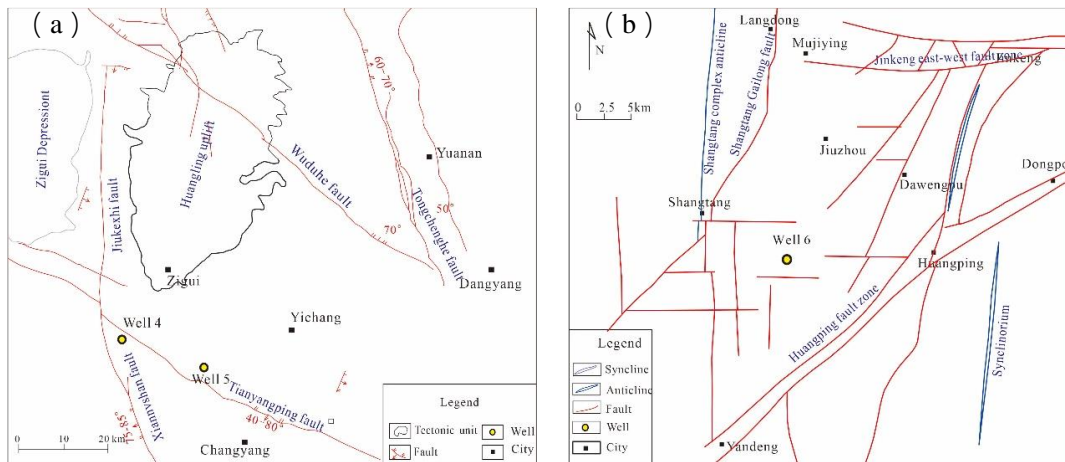 (a)
60-70°
Zigui Depressiont
Huangling uplift
Jiukexhi fault
Wuduhe fault
Yuanan
Tongchenghe fault
50°
70°
Zigui
Dangyang
Yichang
Well 4
Well 5
Xiannvshan fault
75-85°
Tianyangping fault
40-80°
Changyang
0 10 20 km
Legend
Tectonic unit
Well
Fault
City
(b)
N
0 2.5 5km
Langdong
Mujiying
Shangtang complex anticline
Shangtang Gailong fault
Jinkeng east-west fault zone
Jiuzhou
Dawengpu
Dongpo
Shangtang
Well 6
Huangping
Huangping fault zone
Synclinorium
Yandeng
Legend
Syncline
Anticline
Fault
Well
City